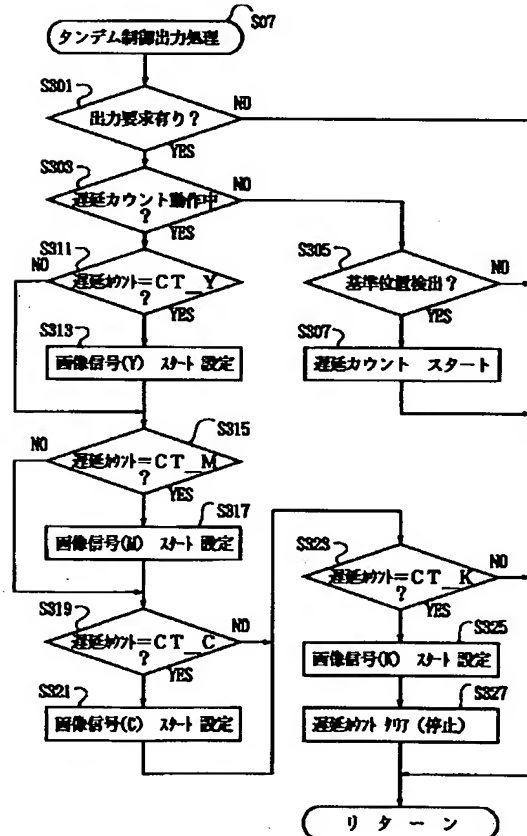 S07
タンデム制御出力処理
S301
出力要求有り?
NO
YES
S303
遅延カウント動作中
?
NO
YES
S311
NO
遅延カウント=CT_Y
?
YES
S313
画像信号(Y) スタート 設定
S305
基準位置検出?
NO
YES
S307
遅延カウント スタート
S315
NO
遅延カウント=CT_M
?
YES
S317
画像信号(M) スタート 設定
S319
遅延カウント=CT_C
?
NO
YES
S321
画像信号(C) スタート 設定
S323
遅延カウント=CT_K
?
NO
YES
S325
画像信号(K) スタート 設定
S327
遅延カウント クリア (停止)
リターン